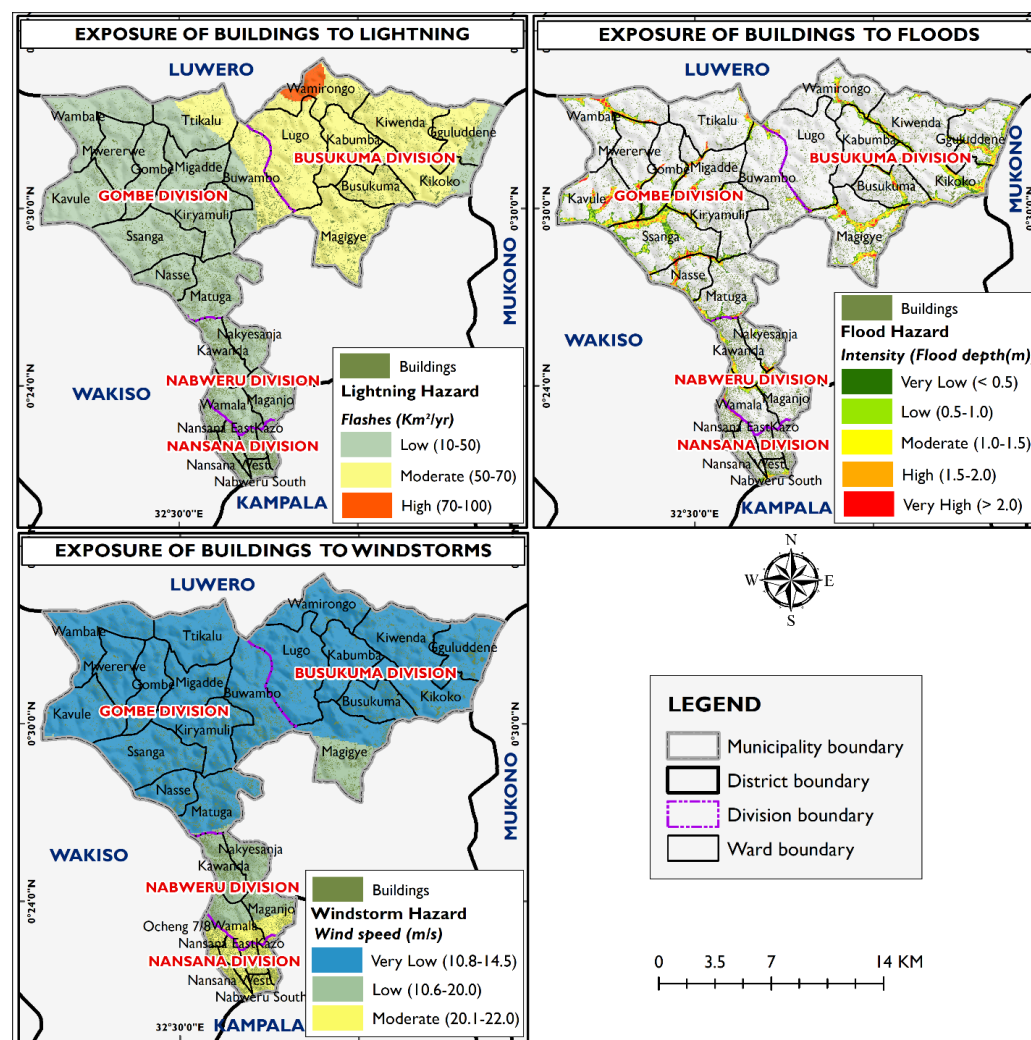 EXPOSURE OF BUILDINGS TO LIGHTNING
LUWERO
Wamirongo
Wambale
Ttikalu
Lugo
Kiwenda
Kabumba
Gguluddene
Mwererwe
Gombe
Migadde
BUSUKUMA DIVISION
Buwambo
Kikoko
Busukuma
Kavule
GOMBE DIVISION
Kiryamuli
Ssanga
Magigye
Nasse
Matuga
MUKONO
0°30'0"N
0°30'0"N
Nakyesanja
Kawanda
WAKISO
NABWERU DIVISION
Maganjo
Wamala
Nansana East
Kazo
NANSANA DIVISION
Nansana West
Nabweru South
KAMPALA
0°24'0"N
32°30'0"E
Buildings
Lightning Hazard
Flashes (Km²/yr)
Low (10-50)
Moderate (50-70)
High (70-100)
EXPOSURE OF BUILDINGS TO FLOODS
LUWERO
Wamirongo
Wambale
Ttikalu
Lugo
Kiwenda
Kabumba
Gguluddene
Mwererwe
Gombe
Migadde
BUSUKUMA DIVISION
Buwambo
Kikoko
Busukuma
Kavule
GOMBE DIVISION
Kiryamuli
Ssanga
Magigye
Nasse
Matuga
MUKONO
0°30'0"N
0°30'0"N
Nakyesanja
Kawanda
WAKISO
NABWERU DIVISION
Maganjo
Wamala
Nansana East
Kazo
NANSANA DIVISION
Nansana West
Nabweru South
KAMPALA
0°24'0"N
32°30'0"E
Buildings
Flood Hazard
Intensity (Flood depth(m)
Very Low (< 0.5)
Low (0.5-1.0)
Moderate (1.0-1.5)
High (1.5-2.0)
Very High (> 2.0)
EXPOSURE OF BUILDINGS TO WINDSTORMS
LUWERO
Wamirongo
Wambale
Ttikalu
Lugo
Kiwenda
Kabumba
Gguluddene
Mwererwe
Gombe
Migadde
BUSUKUMA DIVISION
Buwambo
Kikoko
Busukuma
Kavule
GOMBE DIVISION
Kiryamuli
Ssanga
Magigye
Nasse
Matuga
MUKONO
0°30'0"N
0°30'0"N
Nakyesanja
Kawanda
WAKISO
NABWERU DIVISION
Maganjo
Ocheng 7/8
Wamala
Nansana East
Kazo
NANSANA DIVISION
Nansana West
Nabweru South
KAMPALA
0°24'0"N
32°30'0"E
Buildings
Windstorm Hazard
Wind speed (m/s)
Very Low (10.8-14.5)
Low (10.6-20.0)
Moderate (20.1-22.0)
N
W
E
S
LEGEND
Municipality boundary
District boundary
Division boundary
Ward boundary
0 3.5 7 14 KM